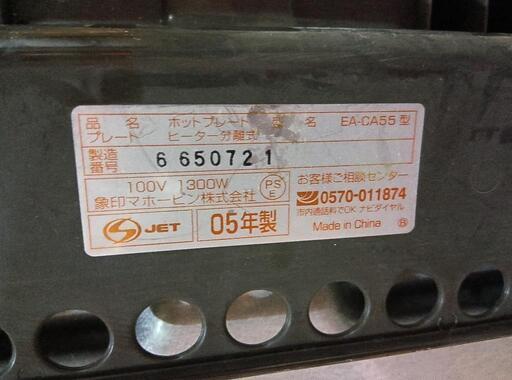 品名 ホットプレート 型名 EA-CA55型
プレート ヒーター分離式
製造番号 6650721
100V 1300W
PSE
象印マホービン株式会社
JET 05年製
お客様ご相談センター
0570-011874
市内通話料でOK ナビダイヤル
Made in China Ⓑ